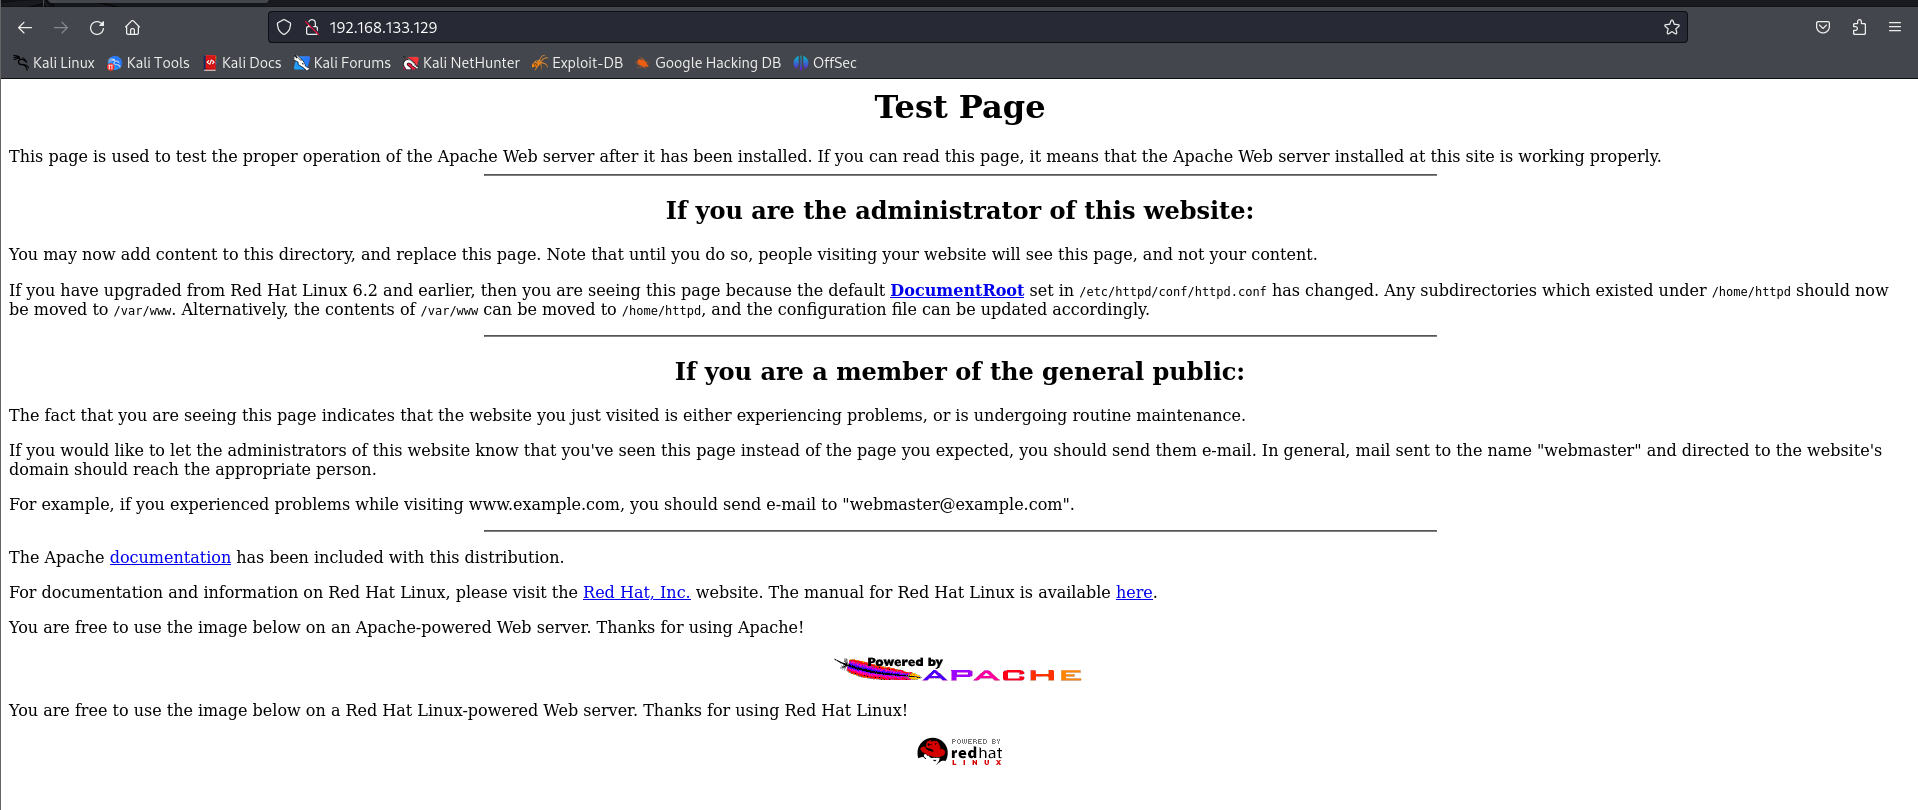 192.168.133.129
Kali Linux Kali Tools Kali Docs Kali Forums Kali NetHunter Exploit-DB Google Hacking DB OffSec
Test Page
This page is used to test the proper operation of the Apache Web server after it has been installed. If you can read this page, it means that the Apache Web server installed at this site is working properly.
If you are the administrator of this website:
You may now add content to this directory, and replace this page. Note that until you do so, people visiting your website will see this page, and not your content.
If you have upgraded from Red Hat Linux 6.2 and earlier, then you are seeing this page because the default DocumentRoot set in /etc/httpd/conf/httpd.conf has changed. Any subdirectories which existed under /home/httpd should now
be moved to /var/www. Alternatively, the contents of /var/www can be moved to /home/httpd, and the configuration file can be updated accordingly.
If you are a member of the general public:
The fact that you are seeing this page indicates that the website you just visited is either experiencing problems, or is undergoing routine maintenance.
If you would like to let the administrators of this website know that you've seen this page instead of the page you expected, you should send them e-mail. In general, mail sent to the name "webmaster" and directed to the website's
domain should reach the appropriate person.
For example, if you experienced problems while visiting www.example.com, you should send e-mail to "webmaster@example.com".
The Apache documentation has been included with this distribution.
For documentation and information on Red Hat Linux, please visit the Red Hat, Inc. website. The manual for Red Hat Linux is available here.
You are free to use the image below on an Apache-powered Web server. Thanks for using Apache!
Powered by
APACHE
You are free to use the image below on a Red Hat Linux-powered Web server. Thanks for using Red Hat Linux!
POWERED BY
redhat
LINUX